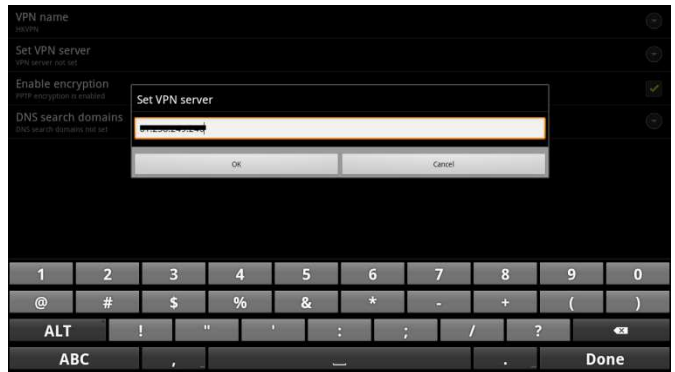 VPN name
HKVPN
Set VPN server
VPN server not set
Enable encryption
PPTP encryption is enabled
DNS search domains
DNS search domains not set
Set VPN server
OK Cancel
1 2 3 4 5 6 7 8 9 0
@ # $ % & * - + ( )
ALT ! " ' : ; / ?
ABC , . Done